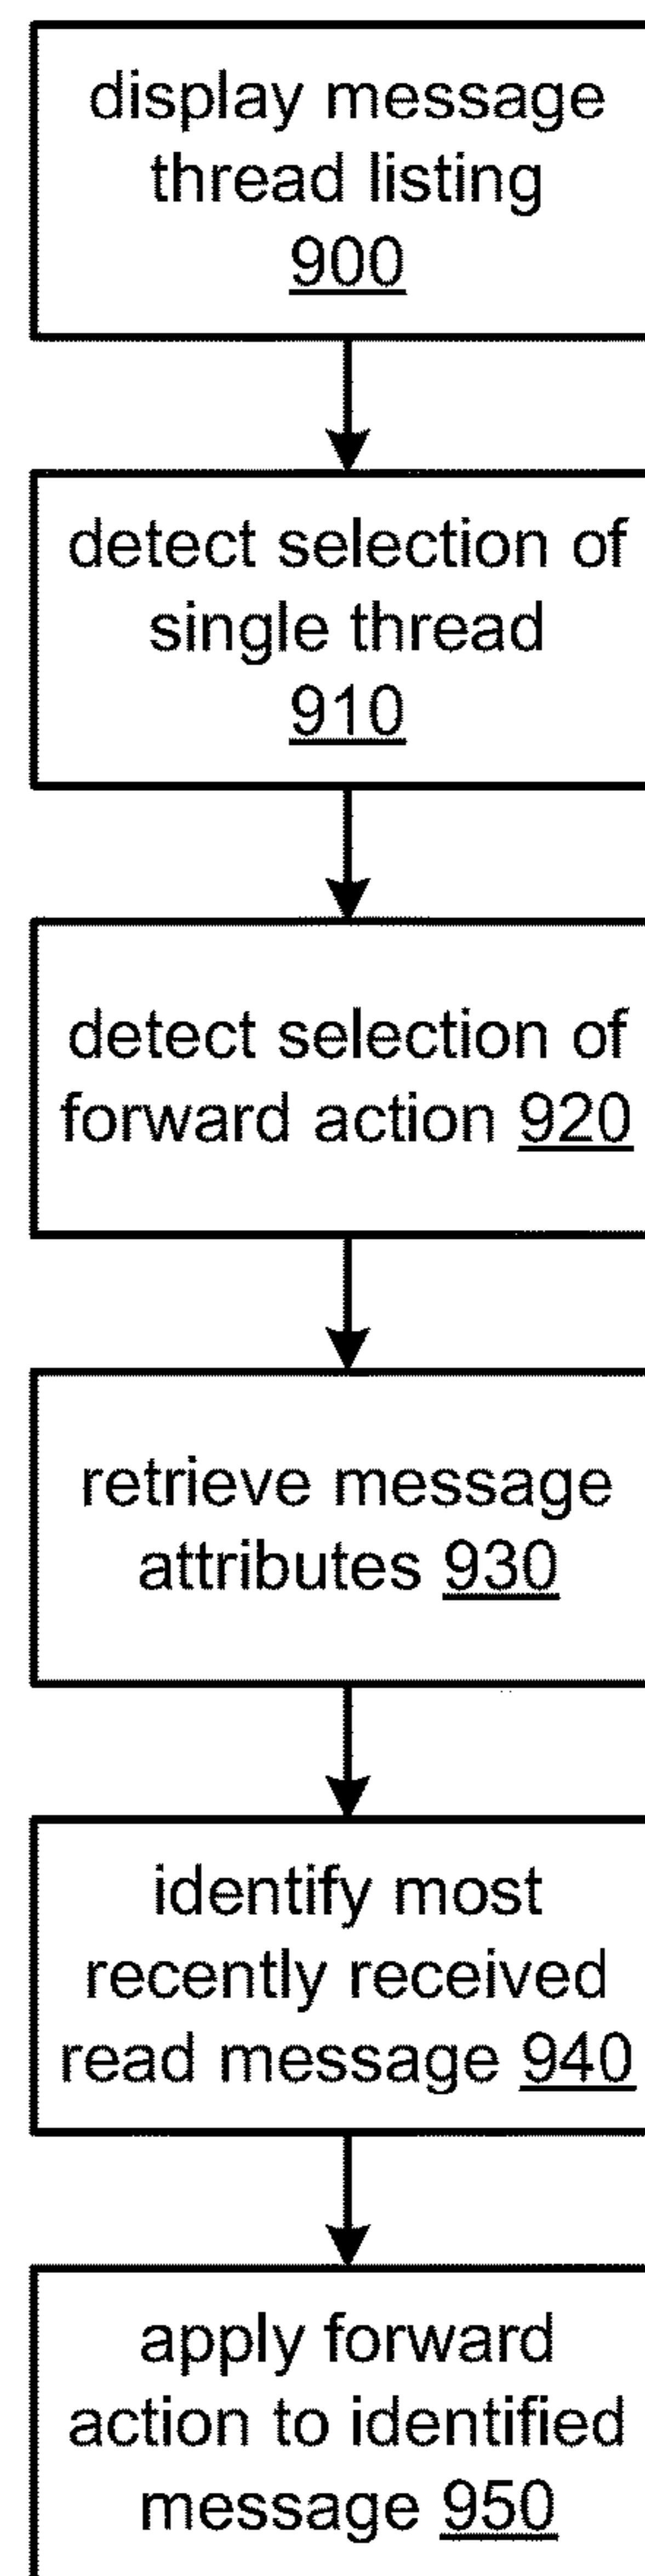 display message
thread listing
900
detect selection of
single thread
910
detect selection of
forward action 920
retrieve message
attributes 930
identify most
recently received
read message 940
apply forward
action to identified
message 950